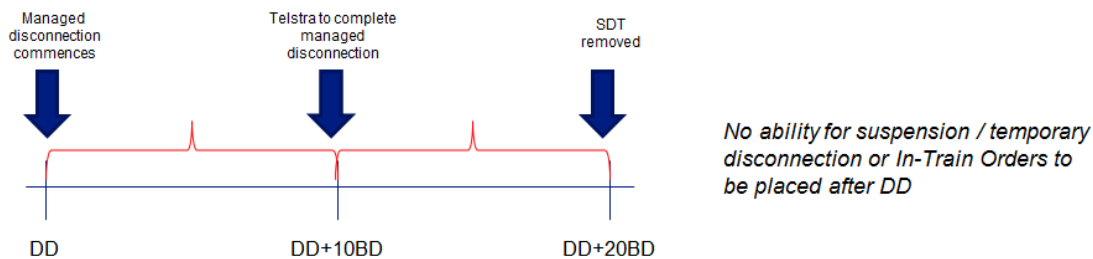 Managed
disconnection
commences
Telstra to complete
managed
disconnection
SDT
removed
No ability for suspension / temporary
disconnection or In-Train Orders to
be placed after DD
DD
DD+10BD
DD+20BD